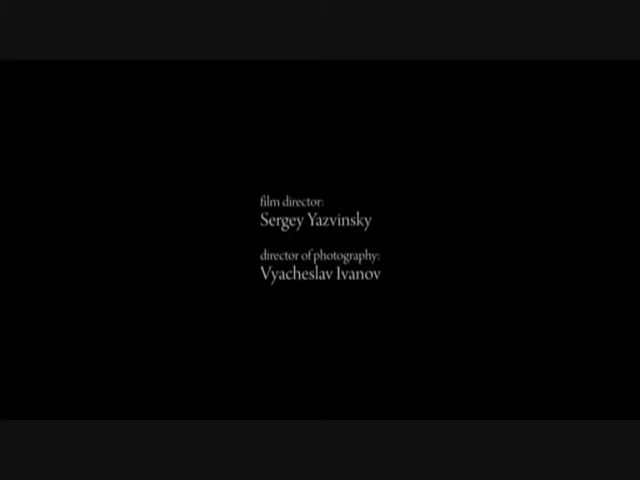 film director:
Sergey Yazvinsky
director of photography:
Vyacheslav Ivanov